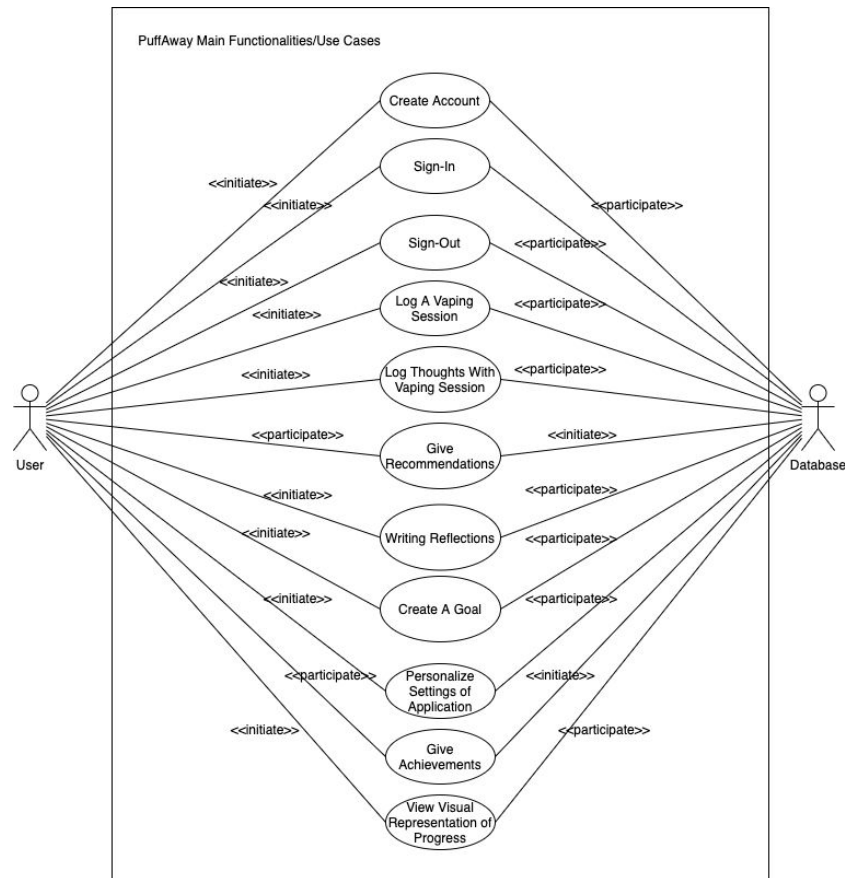 PuffAway Main Functionalities/Use Cases
Create Account
Sign-In
<<initiate>>
<<initiate>>
<<participate>>
Sign-Out
<<participate>>
<<initiate>>
Log A Vaping
Session
<<initiate>>
<<participate>>
Log Thoughts With
Vaping Session
<<initiate>>
<<participate>>
User
Database
<<participate>>
Give
Recommendations
<<initiate>>
<<initiate>>
<<participate>>
Writing Reflections
<<initiate>>
<<participate>>
Create A Goal
<<initiate>>
<<participate>>
Personalize
Settings of
Application
<<participate>>
<<initiate>>
Give
Achievements
<<initiate>>
<<participate>>
View Visual
Representation of
Progress